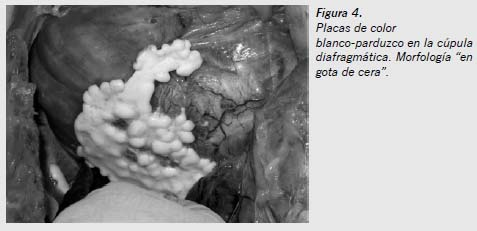 Figura 4.
Placas de color
blanco-parduzco en la cúpula
diafragmática. Morfología “en
gota de cera”.